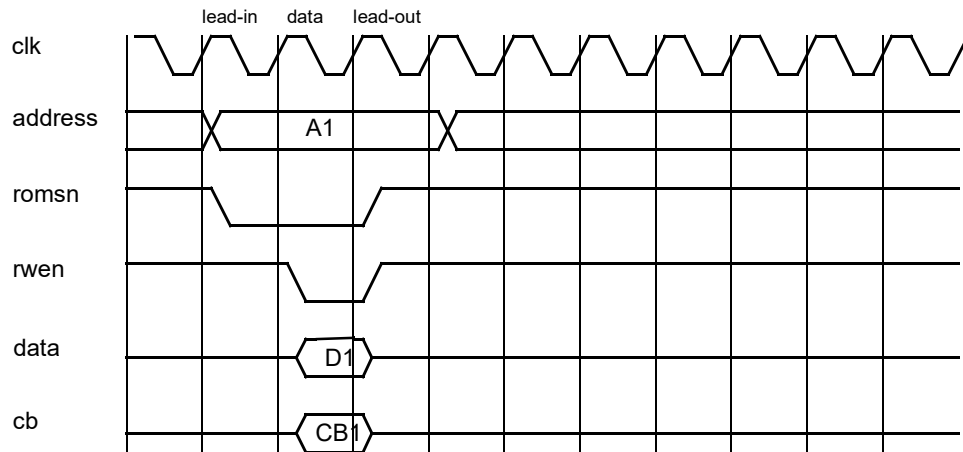 lead-in data lead-out
clk
address
A1
romsn
rwen
data
D1
cb
CB1